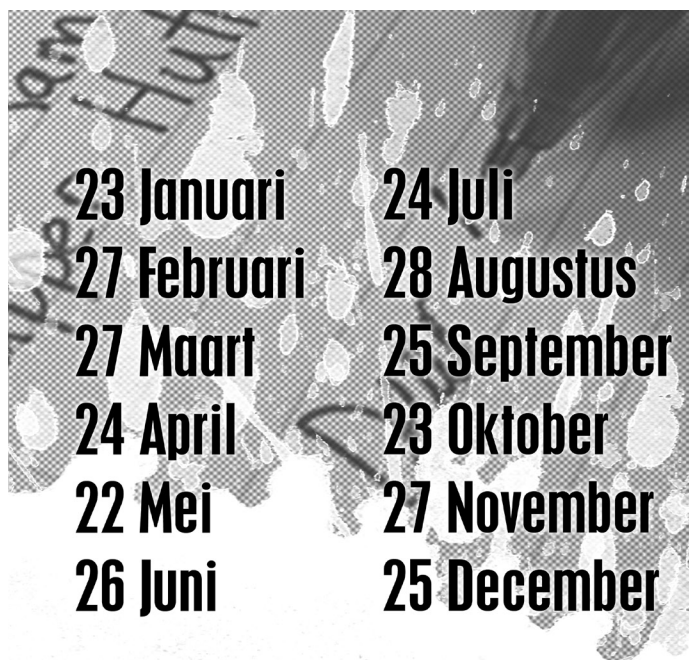 23 Januari
27 Februari
27 Maart
24 April
22 Mei
26 Juni
24 Juli
28 Augustus
25 September
23 Oktober
27 November
25 December